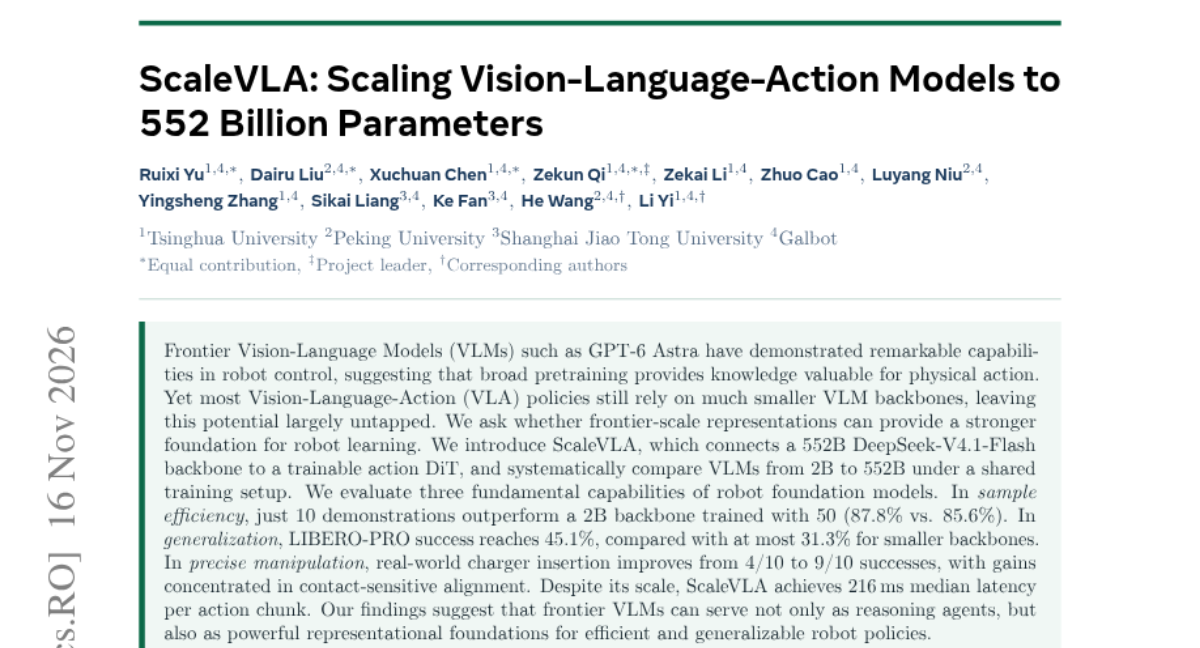 ScaleVLA: Scaling Vision-Language-Action Models to
552 Billion Parameters
Ruixi Yu1,4,*, Dairu Liu2,4,*, Xuchuan Chen1,4,*, Zekun Qi1,4,*,‡, Zekai Li1,4, Zhuo Cao1,4, Luyang Niu2,4,
Yingsheng Zhang1,4, Sikai Liang3,4, Ke Fan3,4, He Wang2,4,†, Li Yi1,4,†
1Tsinghua University 2Peking University 3Shanghai Jiao Tong University 4Galbot
*Equal contribution, ‡Project leader, †Corresponding authors
Frontier Vision-Language Models (VLMs) such as GPT-6 Astra have demonstrated remarkable capabili-
ties in robot control, suggesting that broad pretraining provides knowledge valuable for physical action.
Yet most Vision-Language-Action (VLA) policies still rely on much smaller VLM backbones, leaving
this potential largely untapped. We ask whether frontier-scale representations can provide a stronger
foundation for robot learning. We introduce ScaleVLA, which connects a 552B DeepSeek-V4.1-Flash
backbone to a trainable action DiT, and systematically compare VLMs from 2B to 552B under a shared
training setup. We evaluate three fundamental capabilities of robot foundation models. In sample
efficiency, just 10 demonstrations outperform a 2B backbone trained with 50 (87.8% vs. 85.6%). In
generalization, LIBERO-PRO success reaches 45.1%, compared with at most 31.3% for smaller backbones.
In precise manipulation, real-world charger insertion improves from 4/10 to 9/10 successes, with gains
concentrated in contact-sensitive alignment. Despite its scale, ScaleVLA achieves 216 ms median latency
per action chunk. Our findings suggest that frontier VLMs can serve not only as reasoning agents, but
also as powerful representational foundations for efficient and generalizable robot policies.
cs.RO] 16 Nov 2026